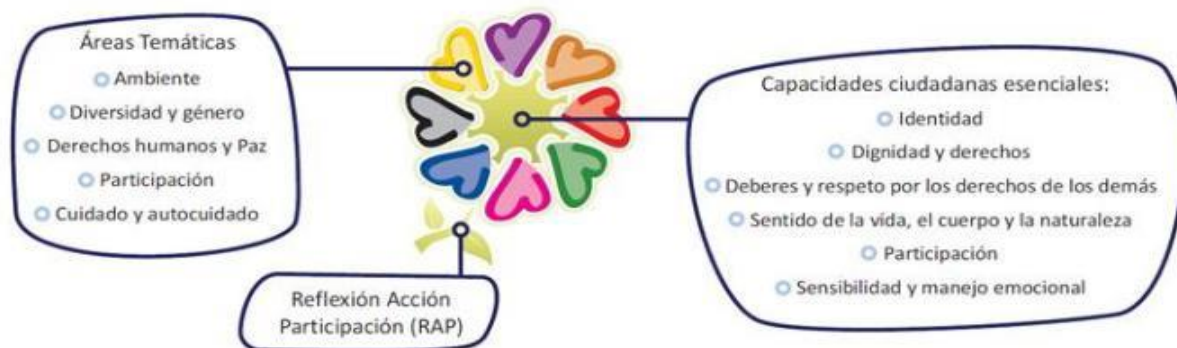 Áreas Temáticas
Ambiente
Diversidad y género
Derechos humanos y Paz
Participación
Cuidado y autocuidado
Capacidades ciudadanas esenciales:
Identidad
Dignidad y derechos
Deberes y respeto por los derechos de los demás
Sentido de la vida, el cuerpo y la naturaleza
Participación
Sensibilidad y manejo emocional
Reflexión Acción
Participación (RAP)